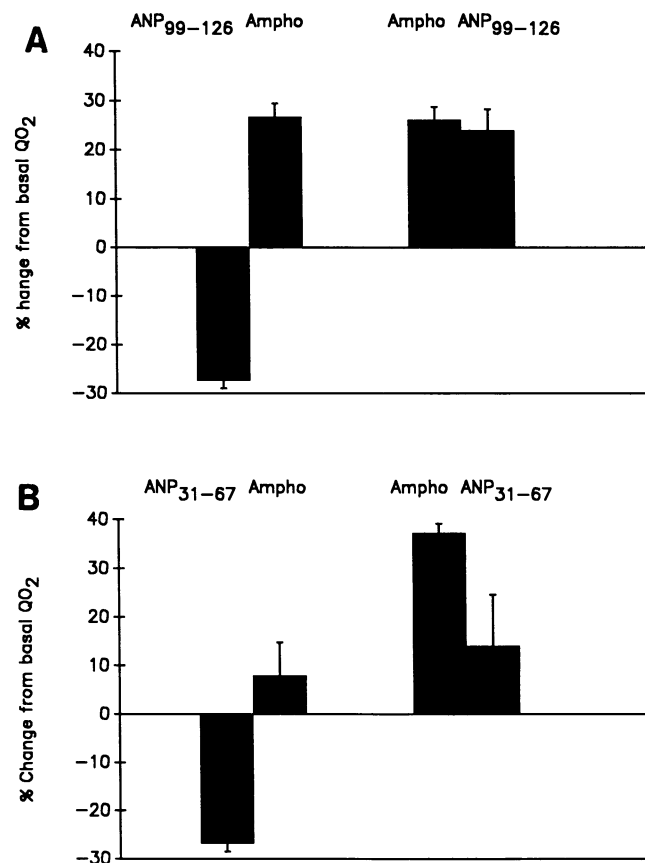 A
ANP99–126 Ampho Ampho ANP99–126
% hange from basal QO2
40
30
20
10
0
−10
−20
−30
B
ANP31–67 Ampho Ampho ANP31–67
% Change from basal QO2
40
30
20
10
0
−10
−20
−30